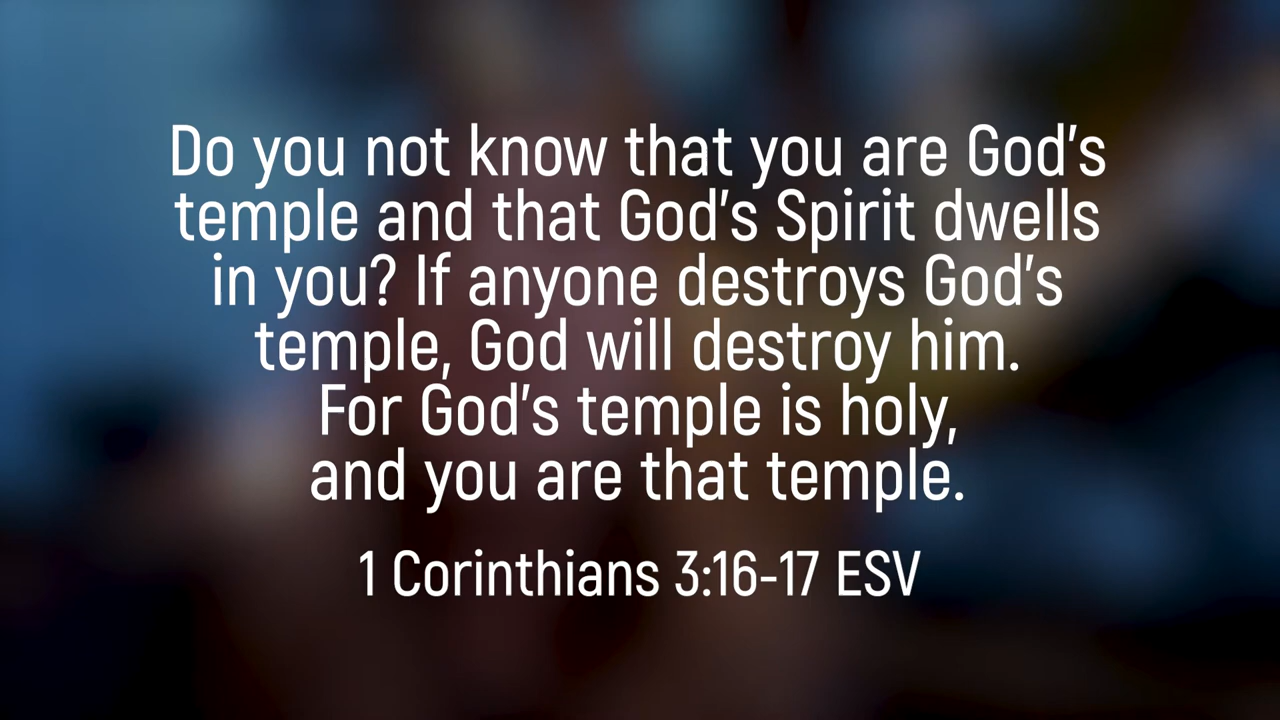 Do you not know that you are God’s
temple and that God’s Spirit dwells
in you? If anyone destroys God’s
temple, God will destroy him.
For God’s temple is holy,
and you are that temple.
1 Corinthians 3:16-17 ESV